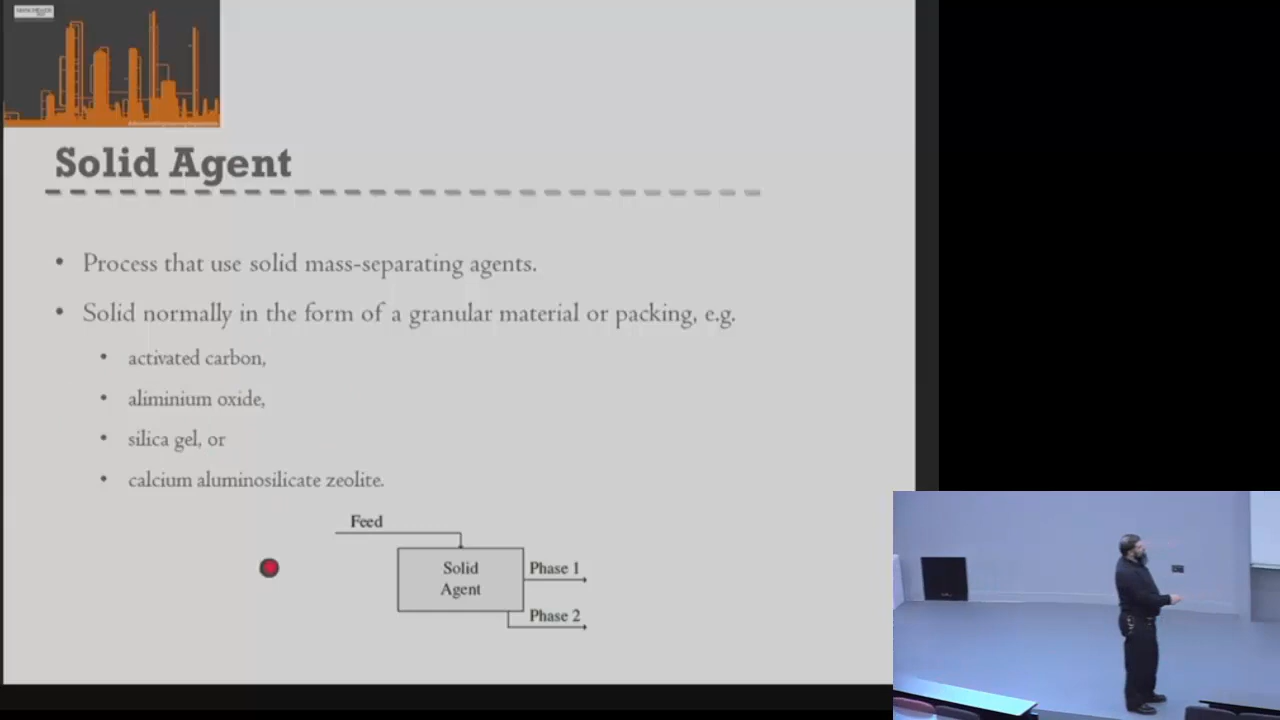 Solid Agent
• Process that use solid mass-separating agents.
• Solid normally in the form of a granular material or packing, e.g.
• activated carbon,
• aliminium oxide,
• silica gel, or
• calcium aluminosilicate zeolite.
Feed
Solid
Agent
Phase 1
Phase 2